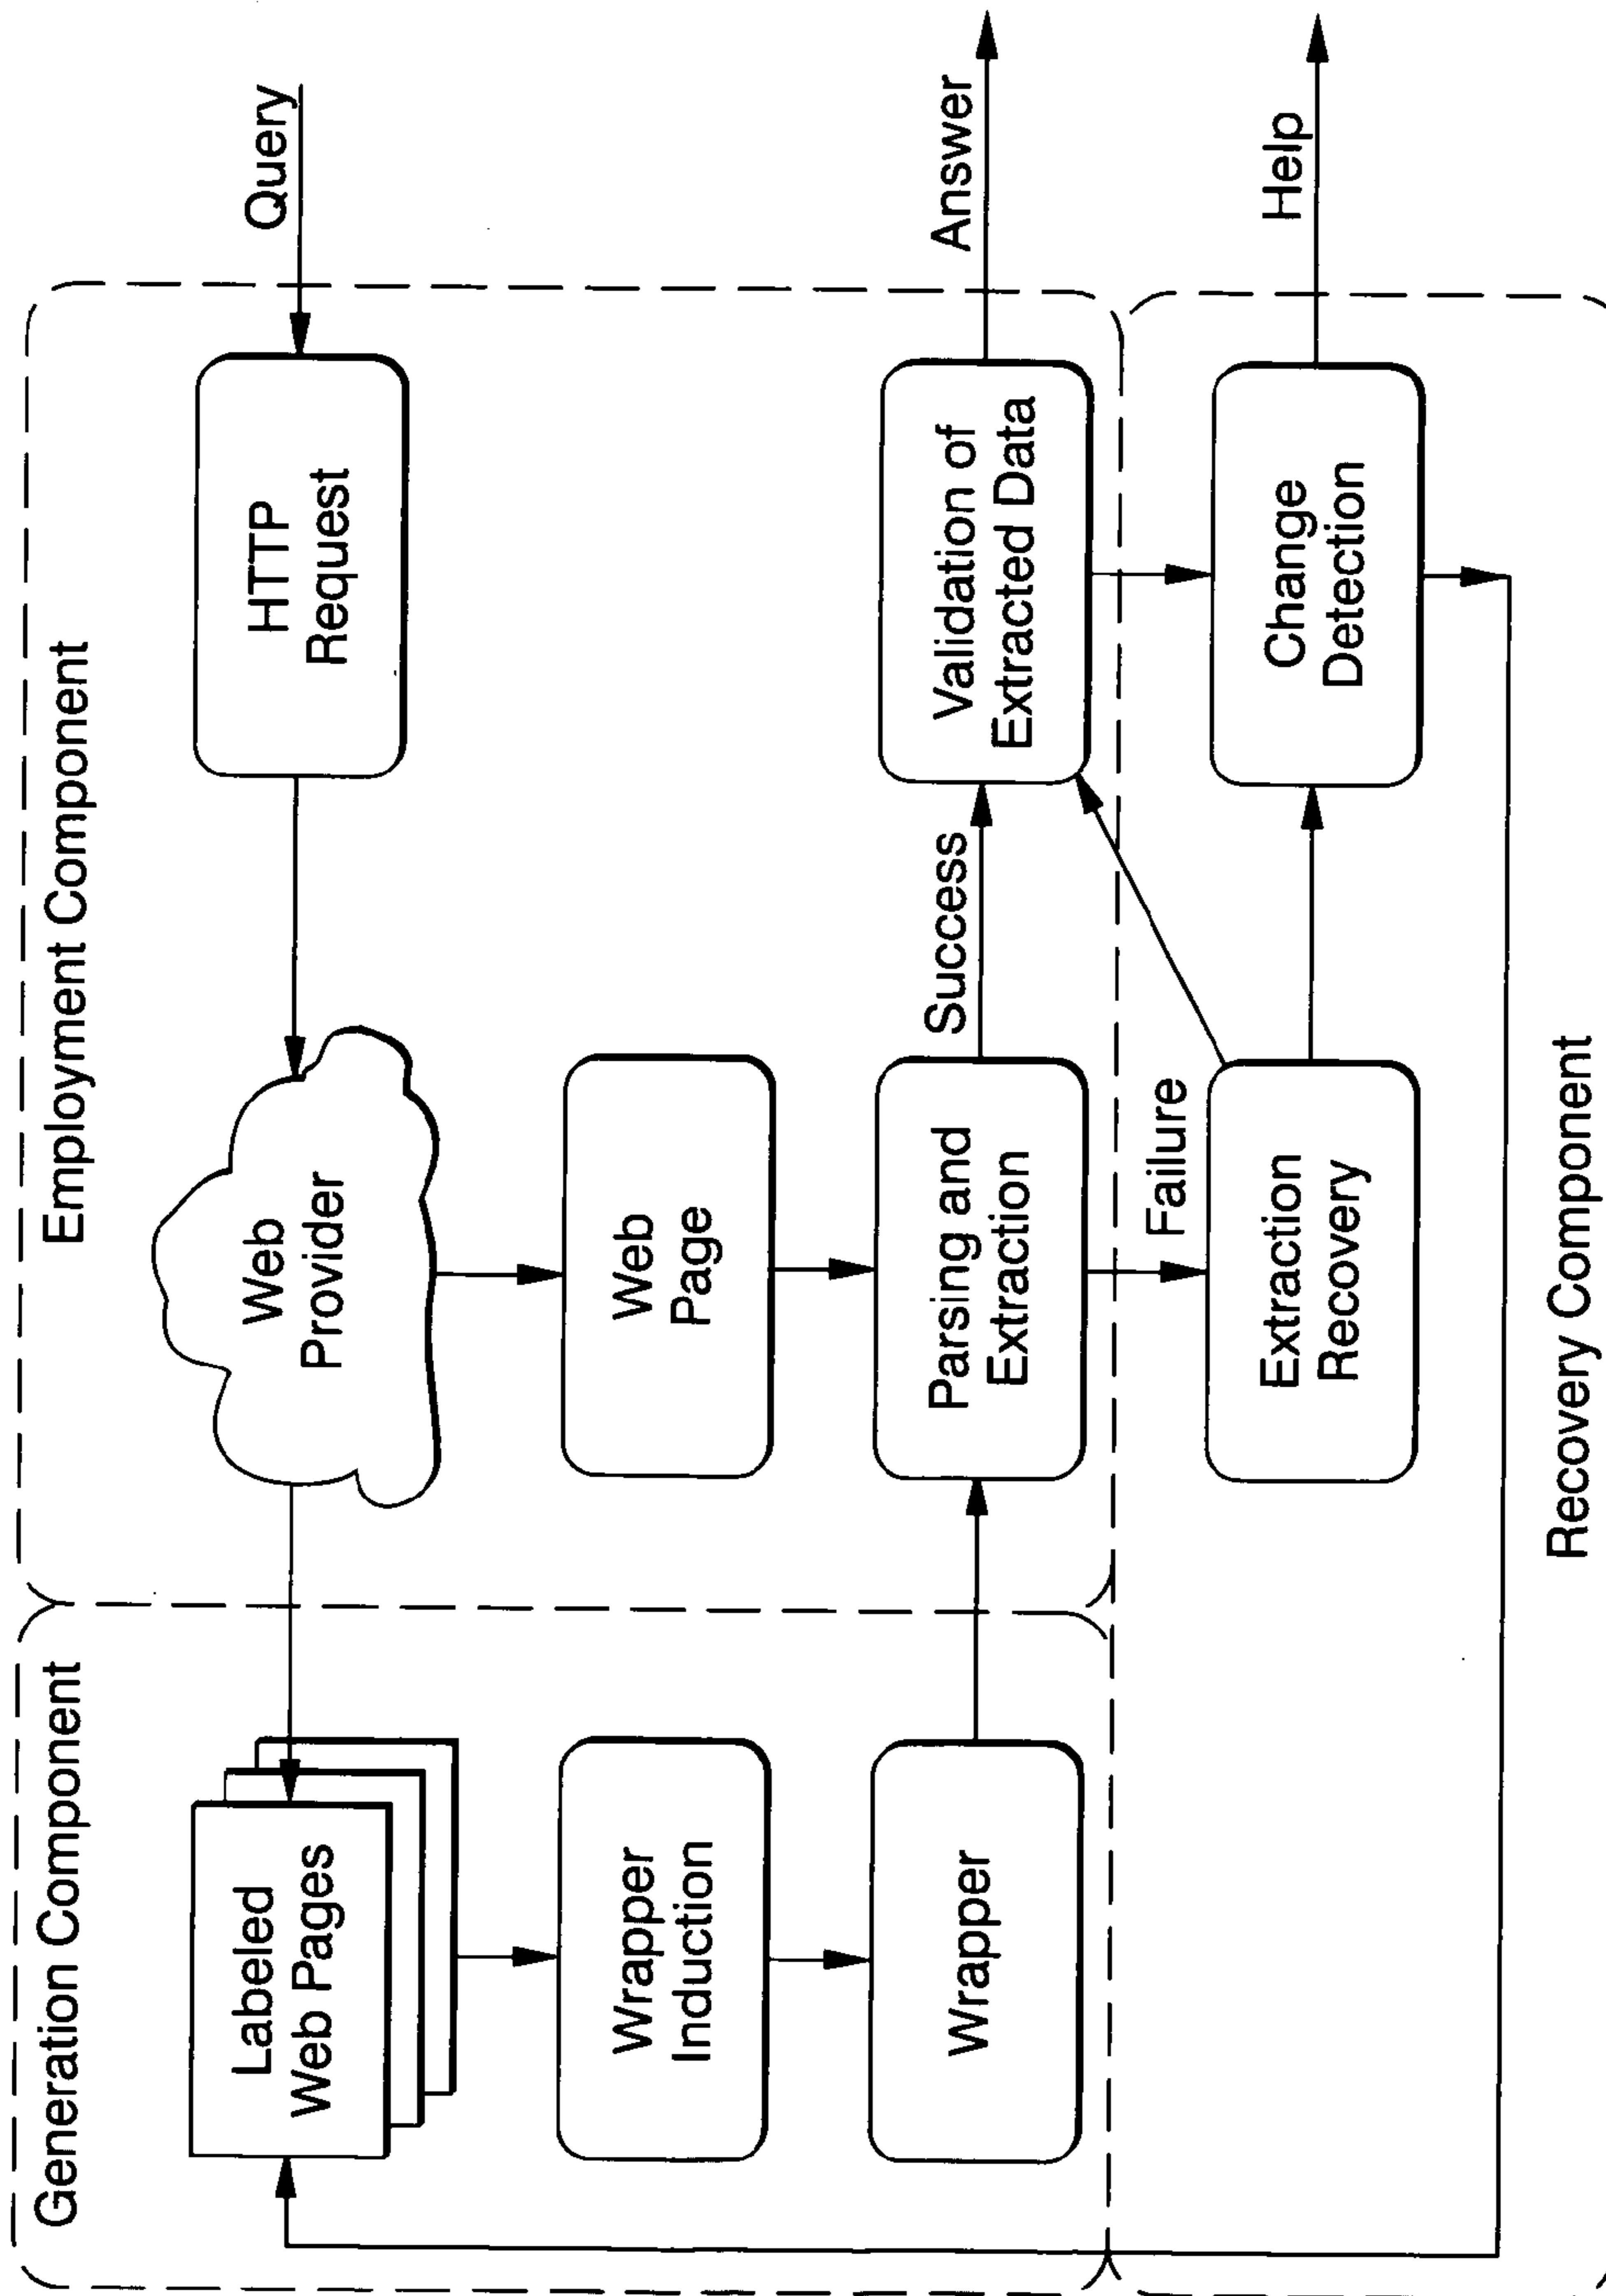 Generation Component
Employment Component
Labeled
Web Pages
Web
Provider
HTTP
Request
Query
Wrapper
Induction
Web
Page
Wrapper
Parsing and
Extraction
Success
Validation of
Extracted Data
Answer
Failure
Extraction
Recovery
Change
Detection
Help
Recovery Component